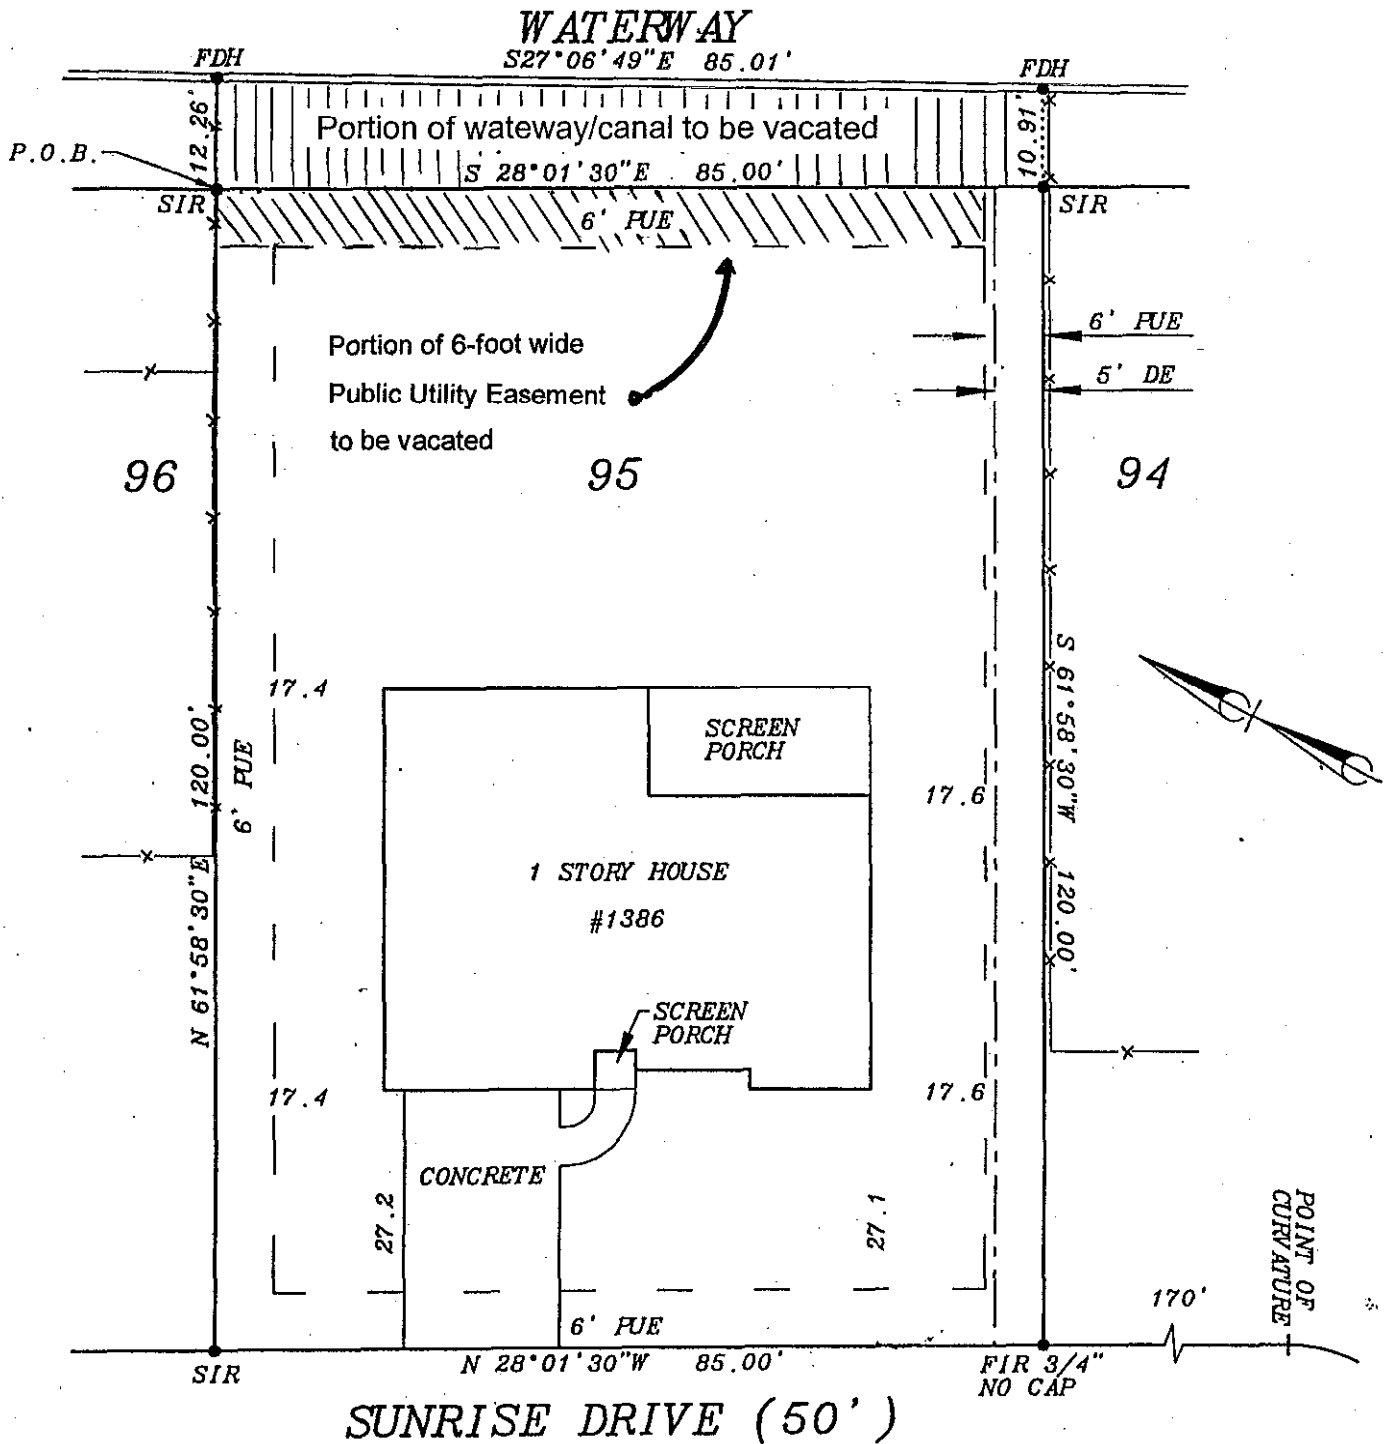 WATERWAY
S27°06'49"E 85.01'
FDH
FDH
12.26'
10.91'
Portion of wateway/canal to be vacated
P.O.B.
S 28°01'30"E 85.00'
SIR
SIR
6' PUE
6' PUE
5' DE
Portion of 6-foot wide
Public Utility Easement
to be vacated
96
95
94
N 61°58'30"E 120.00'
6' PUE
S 61°58'30"W 120.00'
17.4
SCREEN
PORCH
17.6
1 STORY HOUSE
#1386
SCREEN
PORCH
17.4
17.6
CONCRETE
27.2
27.1
POINT OF
CURVATURE
170'
6' PUE
N 28°01'30"W 85.00'
SIR
FIR 3/4"
NO CAP
SUNRISE DRIVE (50')